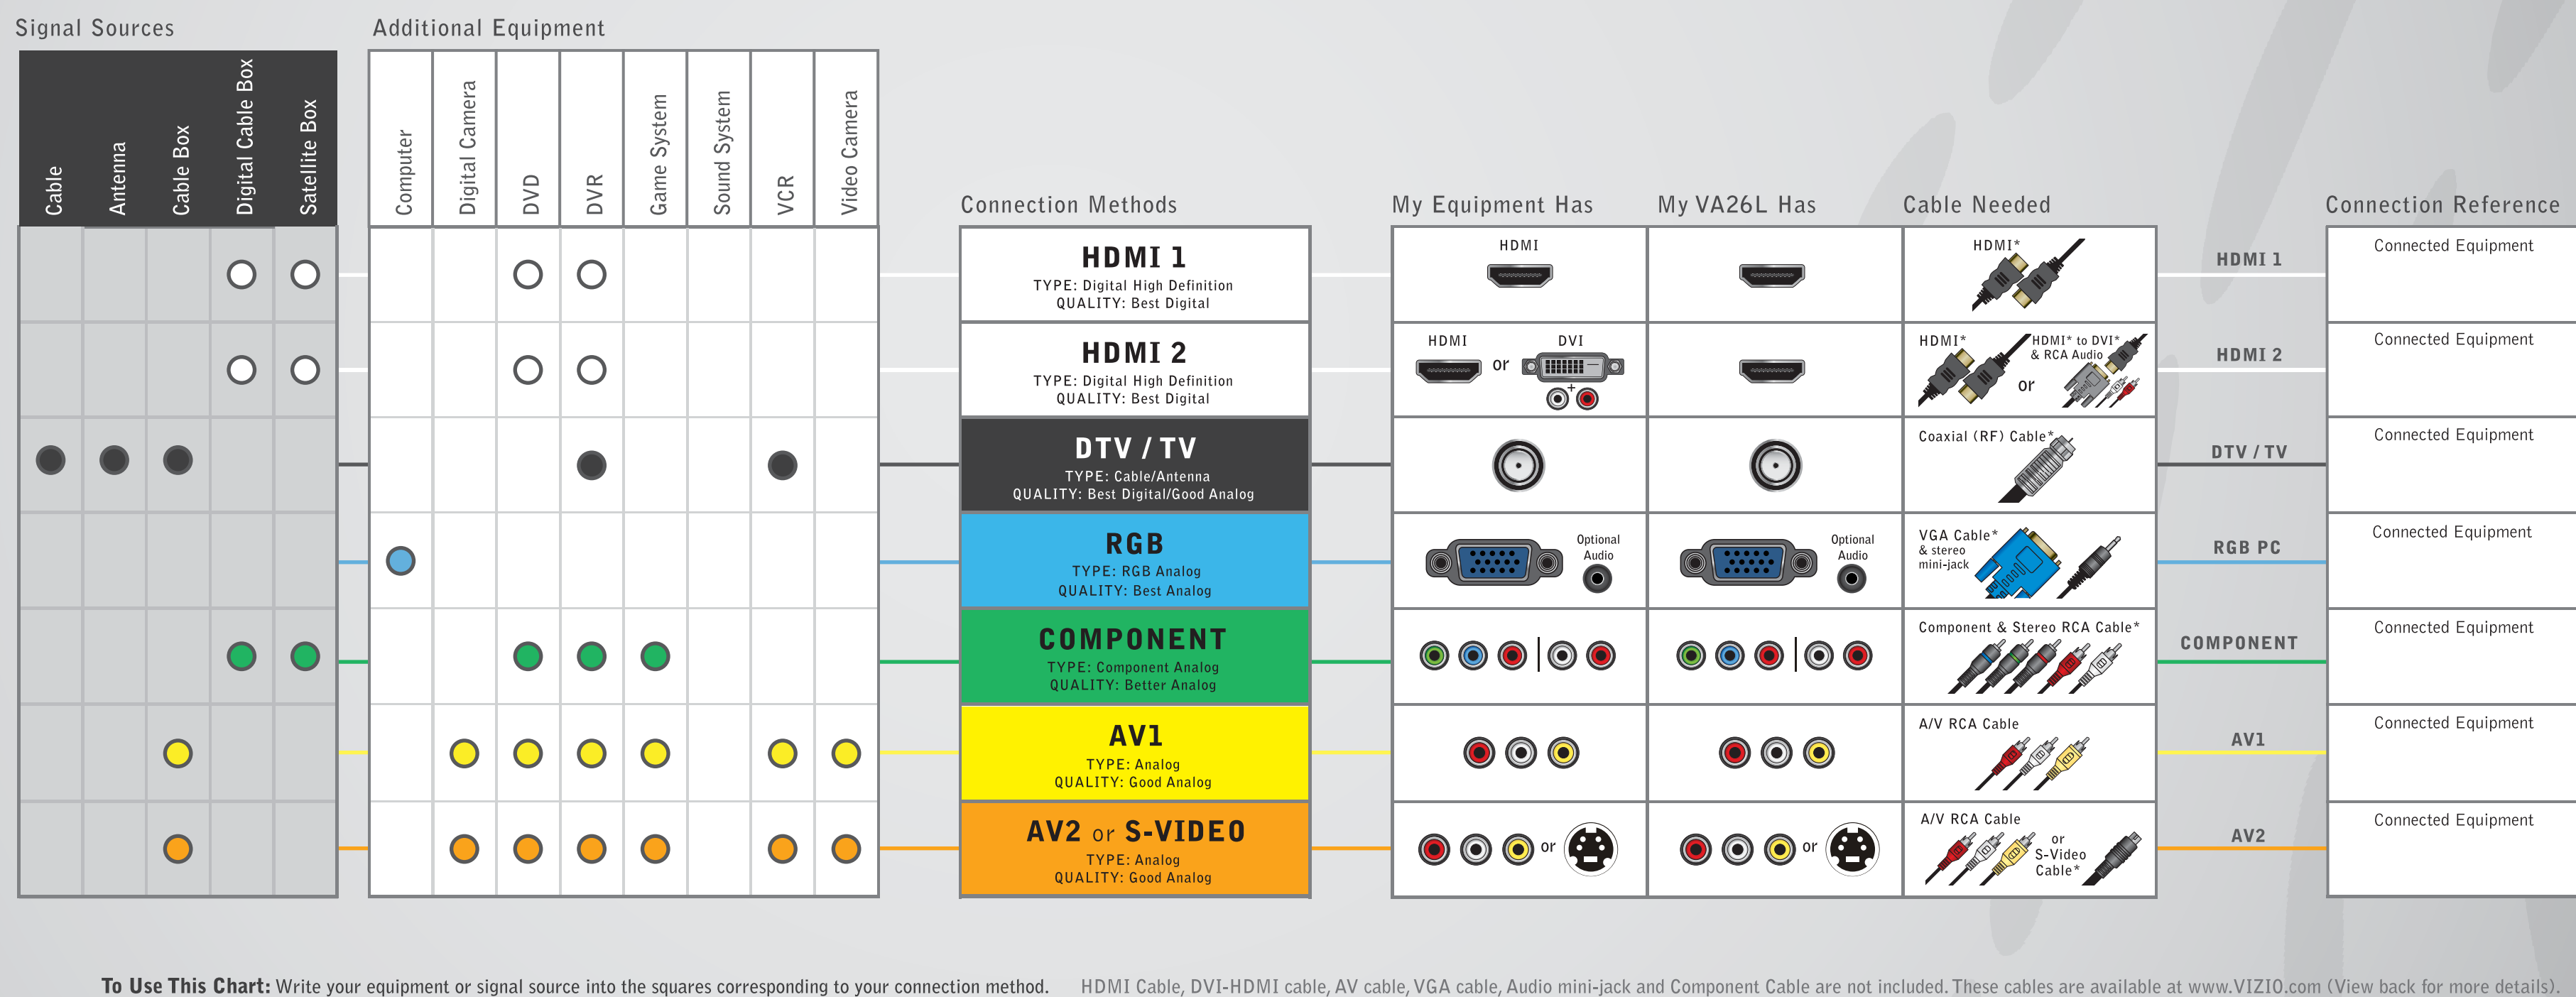 Signal Sources
Additional Equipment
Cable
Antenna
Cable Box
Digital Cable Box
Satellite Box
Computer
Digital Camera
DVD
DVR
Game System
Sound System
VCR
Video Camera
Connection Methods
My Equipment Has
My VA26L Has
Cable Needed
Connection Reference
HDMI 1
TYPE: Digital High Definition
QUALITY: Best Digital
HDMI
HDMI*
HDMI 1
Connected Equipment
HDMI 2
TYPE: Digital High Definition
QUALITY: Best Digital
HDMI
or
DVI
+
HDMI*
or
HDMI* to DVI*
& RCA Audio
HDMI 2
Connected Equipment
DTV / TV
TYPE: Cable/Antenna
QUALITY: Best Digital/Good Analog
Coaxial (RF) Cable*
DTV / TV
Connected Equipment
RGB
TYPE: RGB Analog
QUALITY: Best Analog
Optional
Audio
Optional
Audio
VGA Cable*
& stereo
mini-jack
RGB PC
Connected Equipment
COMPONENT
TYPE: Component Analog
QUALITY: Better Analog
Component & Stereo RCA Cable*
COMPONENT
Connected Equipment
AV1
TYPE: Analog
QUALITY: Good Analog
A/V RCA Cable
AV1
Connected Equipment
AV2 or S-VIDEO
TYPE: Analog
QUALITY: Good Analog
or
or
A/V RCA Cable
or
S-Video
Cable*
AV2
Connected Equipment
To Use This Chart: Write your equipment or signal source into the squares corresponding to your connection method.
HDMI Cable, DVI-HDMI cable, AV cable, VGA cable, Audio mini-jack and Component Cable are not included. These cables are available at www.VIZIO.com (View back for more details).